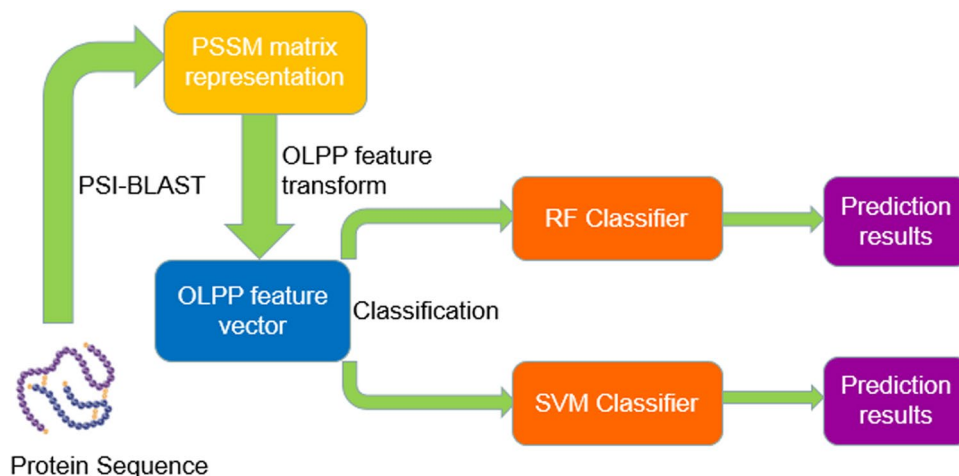 PSSM matrix
representation
PSI-BLAST
OLPP feature
transform
OLPP feature
vector
Classification
RF Classifier
Prediction
results
SVM Classifier
Prediction
results
Protein Sequence